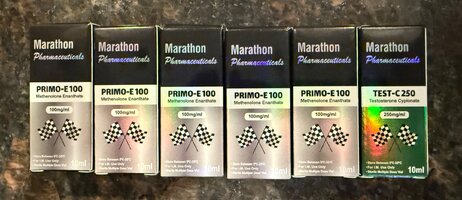 Marathon
Pharmaceuticals
PRIMO-E 100
Methenolone Enanthate
100mg/ml
10ml
Marathon
Pharmaceuticals
PRIMO-E 100
Methenolone Enanthate
100mg/ml
10ml
Marathon
Pharmaceuticals
PRIMO-E 100
Methenolone Enanthate
100mg/ml
10ml
Marathon
Pharmaceuticals
PRIMO-E 100
Methenolone Enanthate
100mg/ml
10ml
Marathon
Pharmaceuticals
PRIMO-E 100
Methenolone Enanthate
100mg/ml
10ml
Marathon
Pharmaceuticals
TEST-C 250
Testosterone Cypionate
250mg/ml
10ml